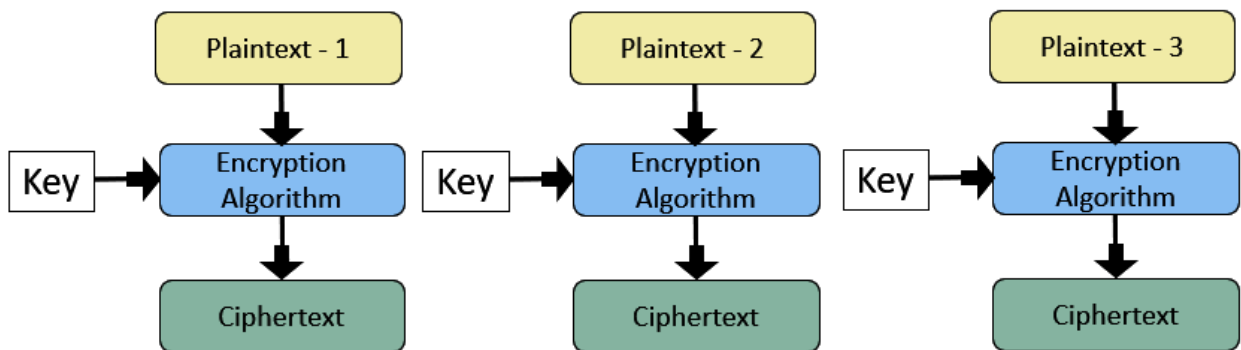 Plaintext - 1
Plaintext - 2
Plaintext - 3
Key
Encryption
Algorithm
Key
Encryption
Algorithm
Key
Encryption
Algorithm
Ciphertext
Ciphertext
Ciphertext